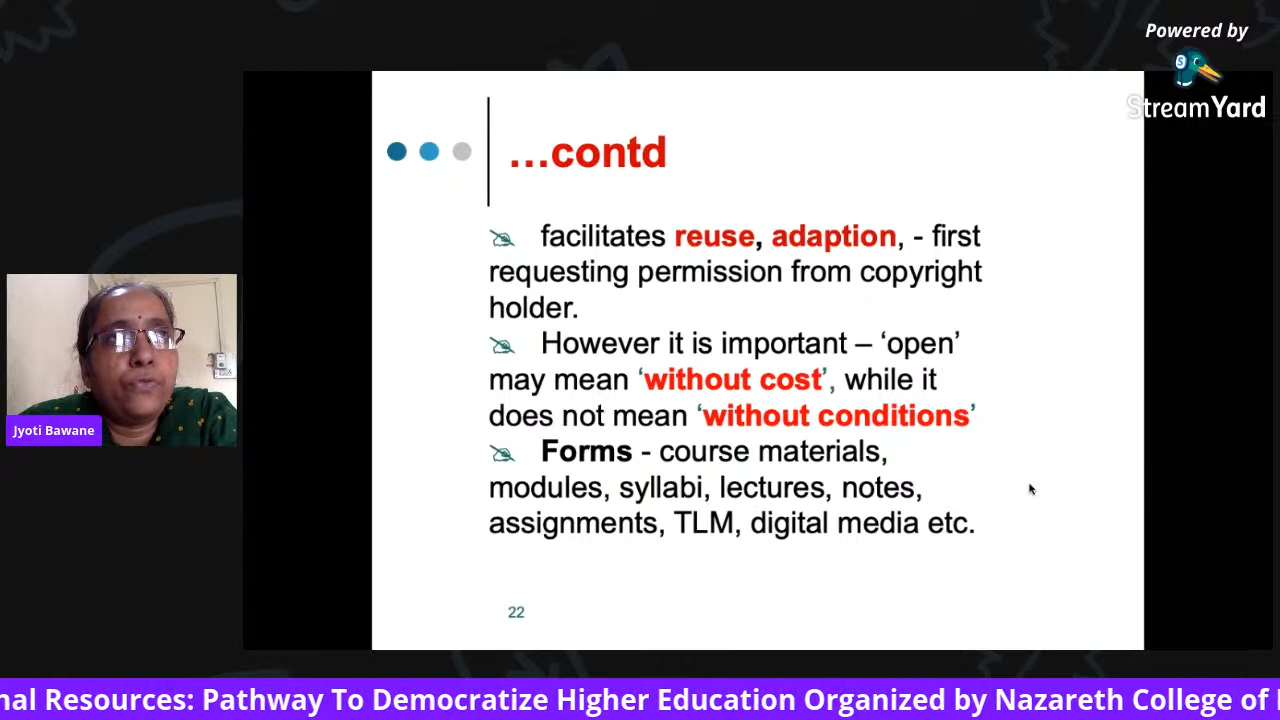 Powered by
StreamYard
...contd
facilitates reuse, adaption, - first
requesting permission from copyright
holder.
However it is important – ‘open’
may mean ‘without cost’, while it
does not mean ‘without conditions’
Forms - course materials,
modules, syllabi, lectures, notes,
assignments, TLM, digital media etc.
22
Jyoti Bawane
nal Resources: Pathway To Democratize Higher Education Organized by Nazareth College of